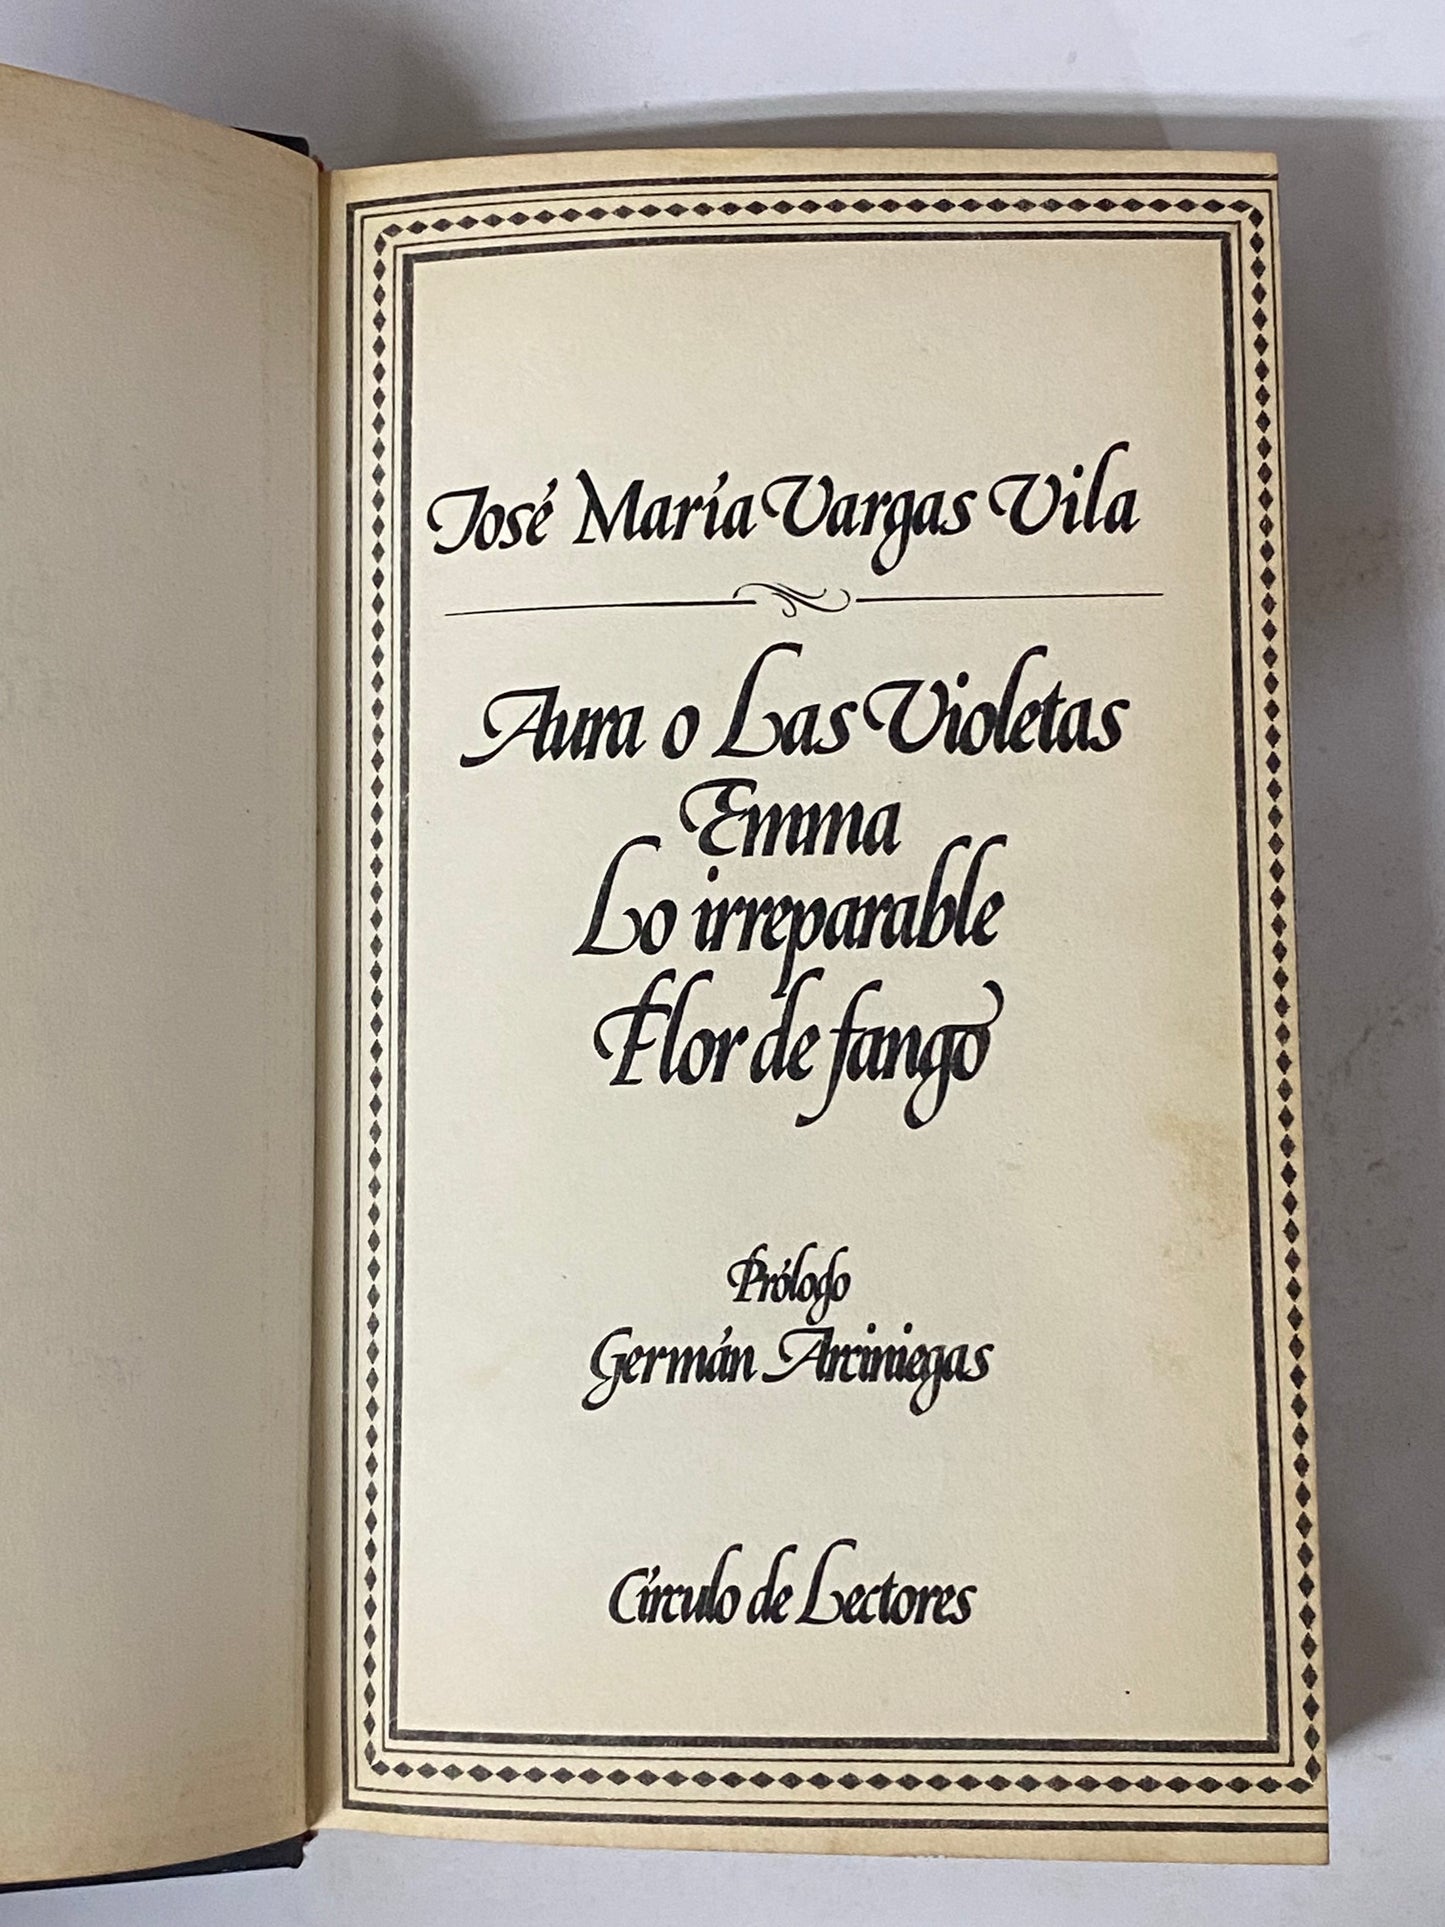 José María Vargas Vila
Aura o Las Violetas
Emma
Lo irreparable
Flor de fango
Prólogo
Germán Arciniegas
Círculo de Lectores